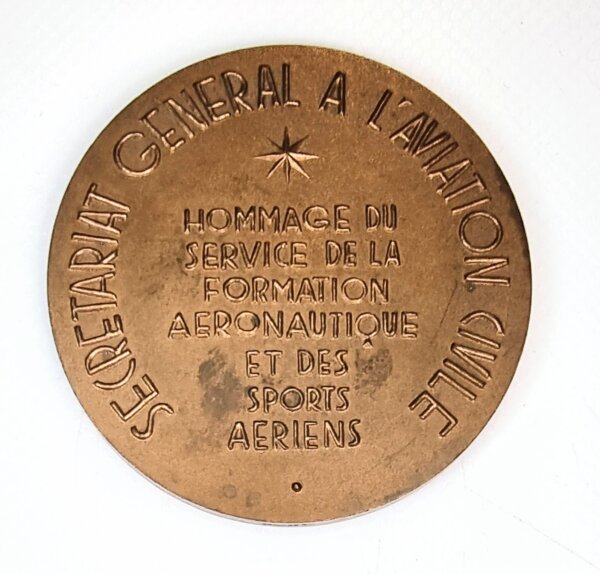 SECRETARIAT GENERAL A L'AVIATION CIVILE
HOMMAGE DU
SERVICE DE LA
FORMATION
AERONAUTIQUE
ET DES
SPORTS
AERIENS